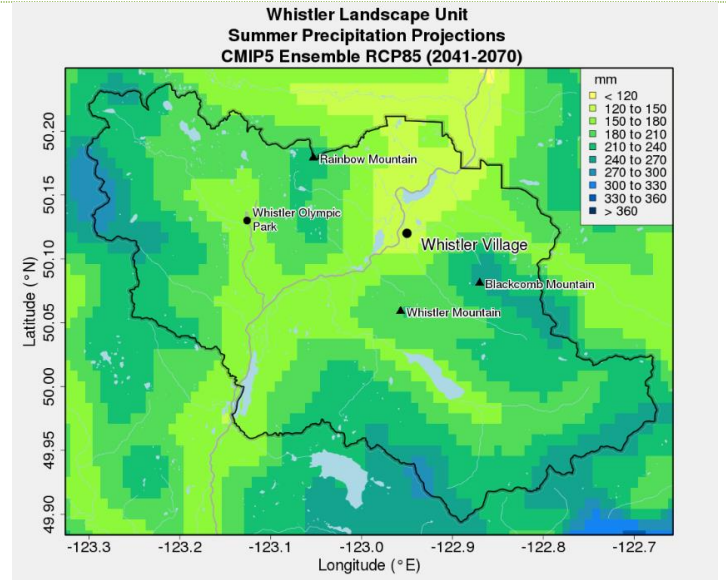 Whistler Landscape Unit
Summer Precipitation Projections
CMIP5 Ensemble RCP85 (2041-2070)
mm
< 120
120 to 150
150 to 180
180 to 210
210 to 240
240 to 270
270 to 300
300 to 330
330 to 360
> 360
Rainbow Mountain
Whistler Olympic
Park
Whistler Village
Blackcomb Mountain
Whistler Mountain
Latitude (°N)
50.20
50.15
50.10
50.05
50.00
49.95
49.90
-123.3
-123.2
-123.1
-123.0
-122.9
-122.8
-122.7
Longitude (°E)